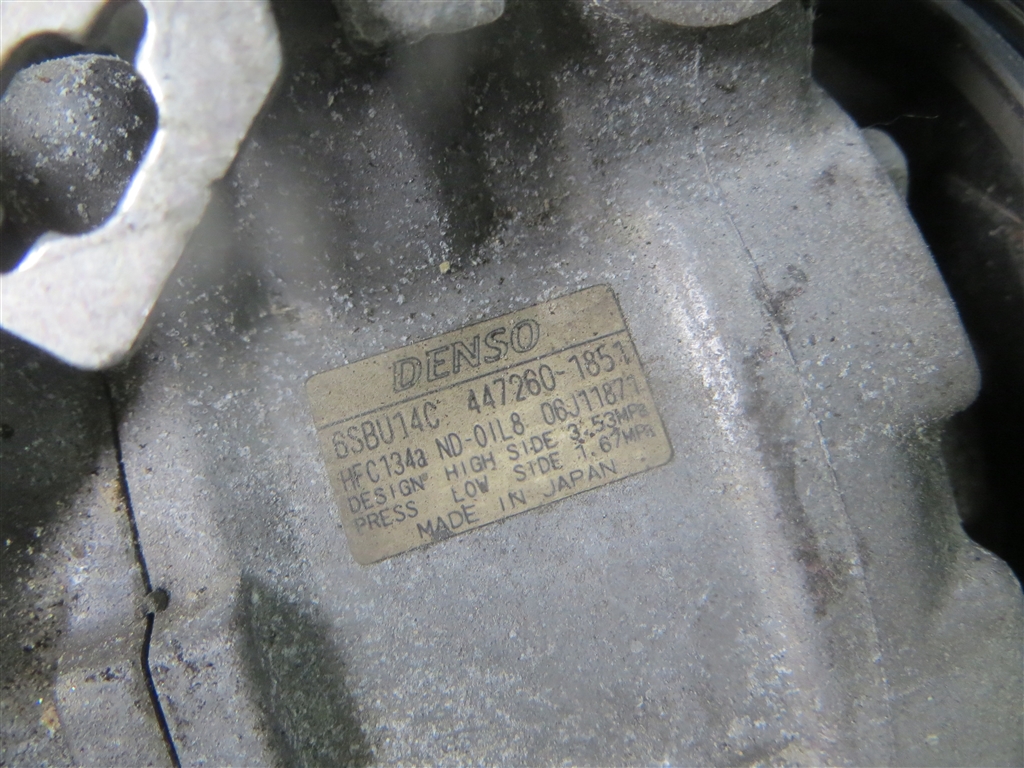 DENSO
6SBU14C 447260-1851
HFC134a ND-OIL8 06J11871
DESIGN HIGH SIDE 3.53MPa
PRESS LOW SIDE 1.67MPa
MADE IN JAPAN